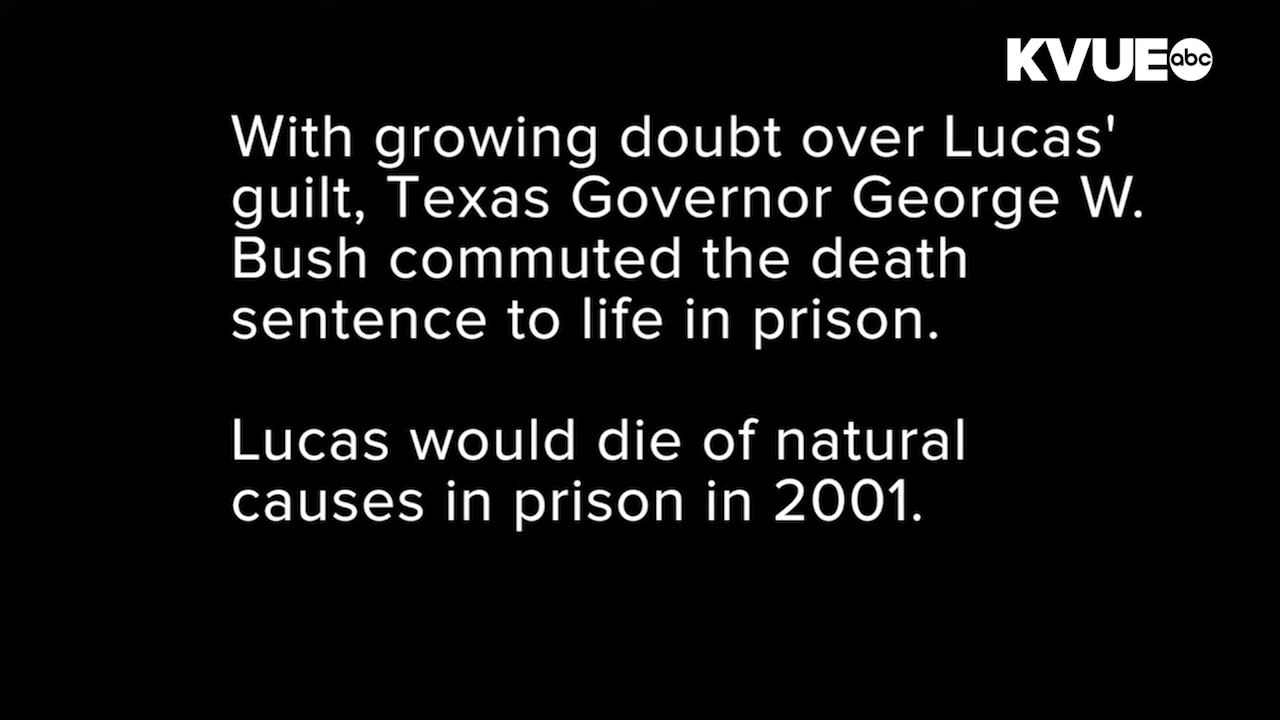 KVUE abc
With growing doubt over Lucas'
guilt, Texas Governor George W.
Bush commuted the death
sentence to life in prison.
Lucas would die of natural
causes in prison in 2001.